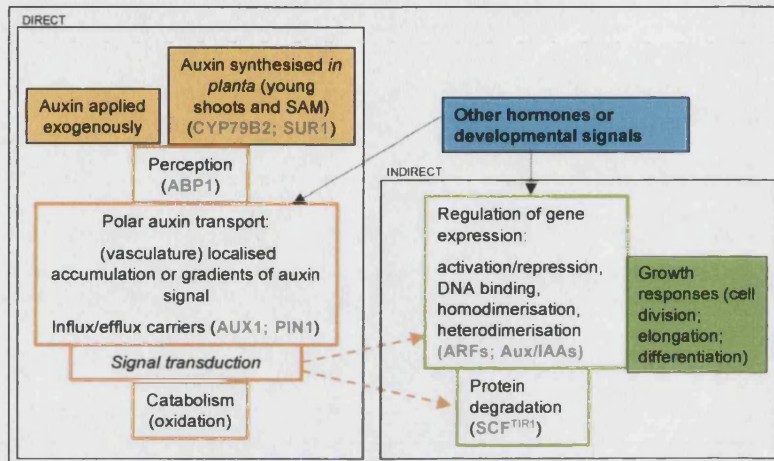 DIRECT
Auxin applied
exogenously
Auxin synthesised in
planta (young
shoots and SAM)
(CYP79B2; SUR1)
Perception
(ABP1)
Polar auxin transport:
(vasculature) localised
accumulation or gradients of auxin
signal
Influx/efflux carriers (AUX1; PIN1)
Signal transduction
Catabolism
(oxidation)
Other hormones or
developmental signals
INDIRECT
Regulation of gene
expression:
activation/repression,
DNA binding,
homodimerisation,
heterodimerisation
(ARFs; Aux/IAAs)
Protein
degradation
(SCFTIR1)
Growth
responses (cell
division;
elongation;
differentiation)